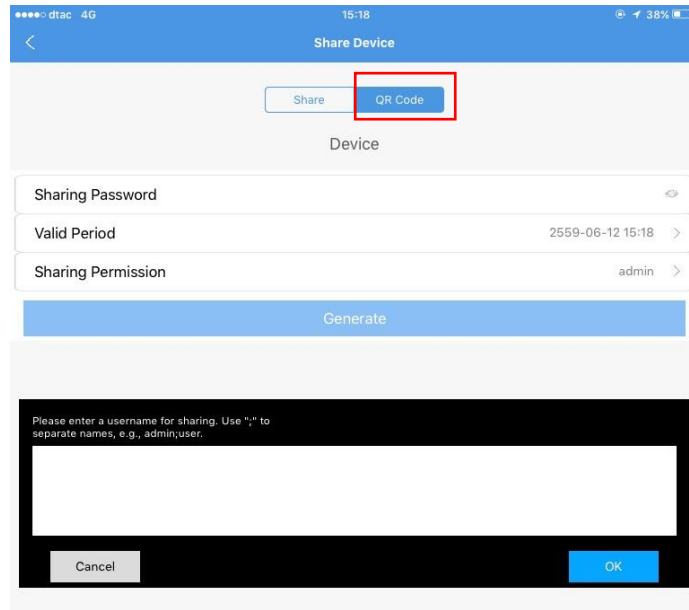 dtac 4G 15:18 38%
Share Device
Share QR Code
Device
Sharing Password
Valid Period 2559-06-12 15:18
Sharing Permission admin
Generate
Please enter a username for sharing. Use ";" to
separate names, e.g., admin;user.
Cancel OK